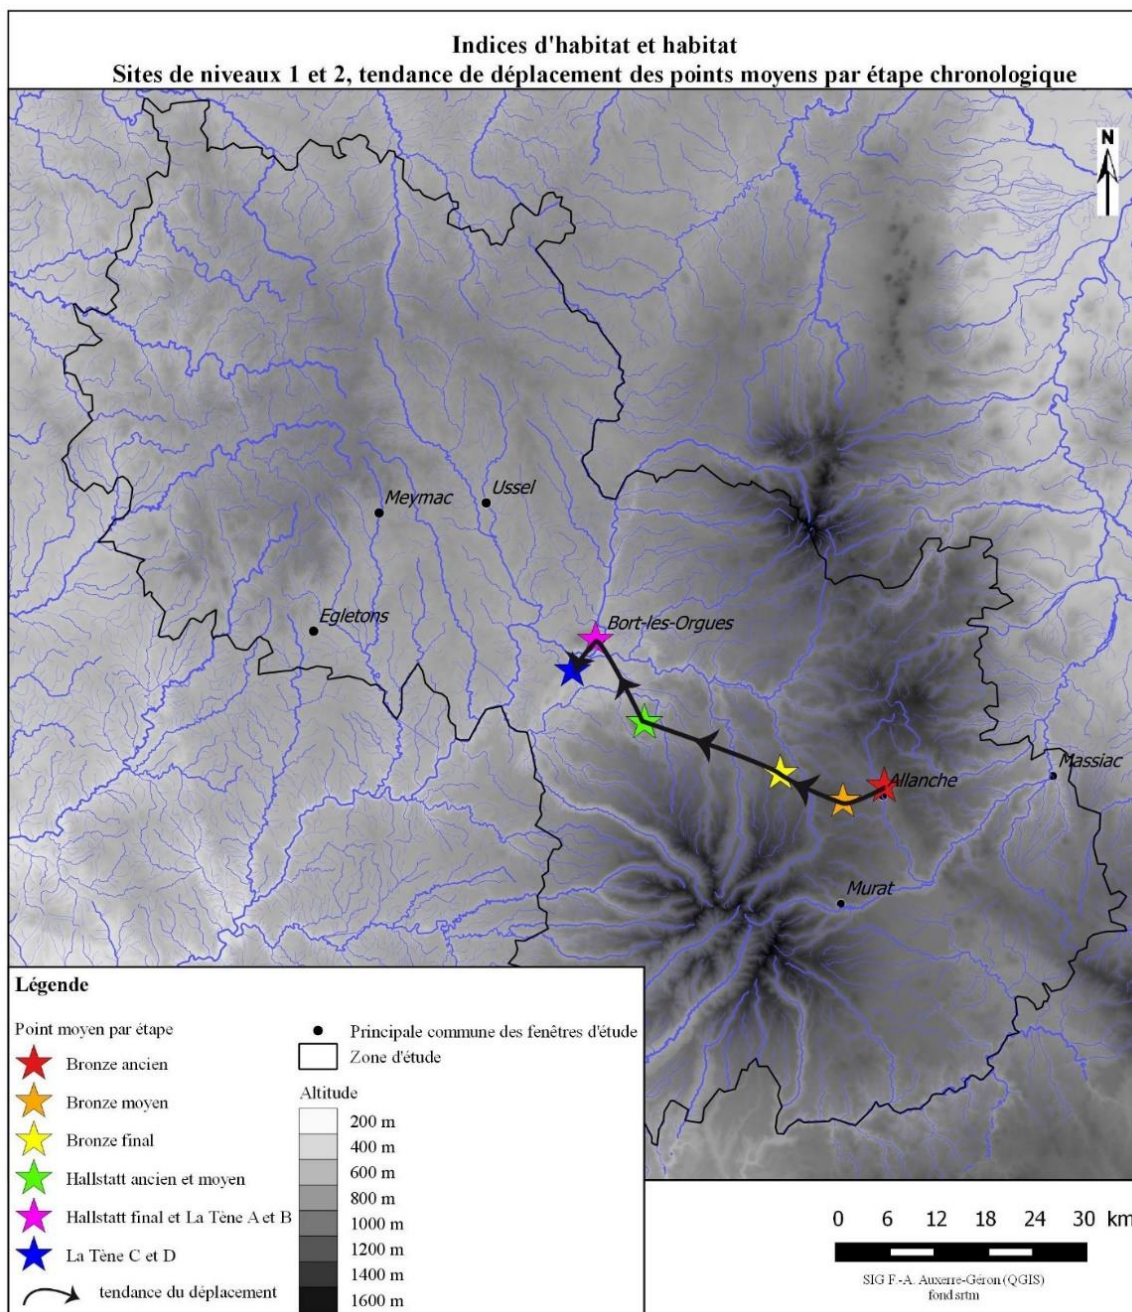 Indices d'habitat et habitat
Sites de niveaux 1 et 2, tendance de déplacement des points moyens par étape chronologique
N
Ussel
Meymac
Egletons
Bort-les-Orgues
Massiac
Allanche
Murat
Légende
Point moyen par étape
Bronze ancien
Bronze moyen
Bronze final
Hallstatt ancien et moyen
Hallstatt final et La Tène A et B
La Tène C et D
tendance du déplacement
Principale commune des fenêtres d'étude
Zone d'étude
Altitude
200 m
400 m
600 m
800 m
1000 m
1200 m
1400 m
1600 m
0 6 12 18 24 30 km
SIG F.-A. Auxerre-Géron (QGIS)
fond srtm